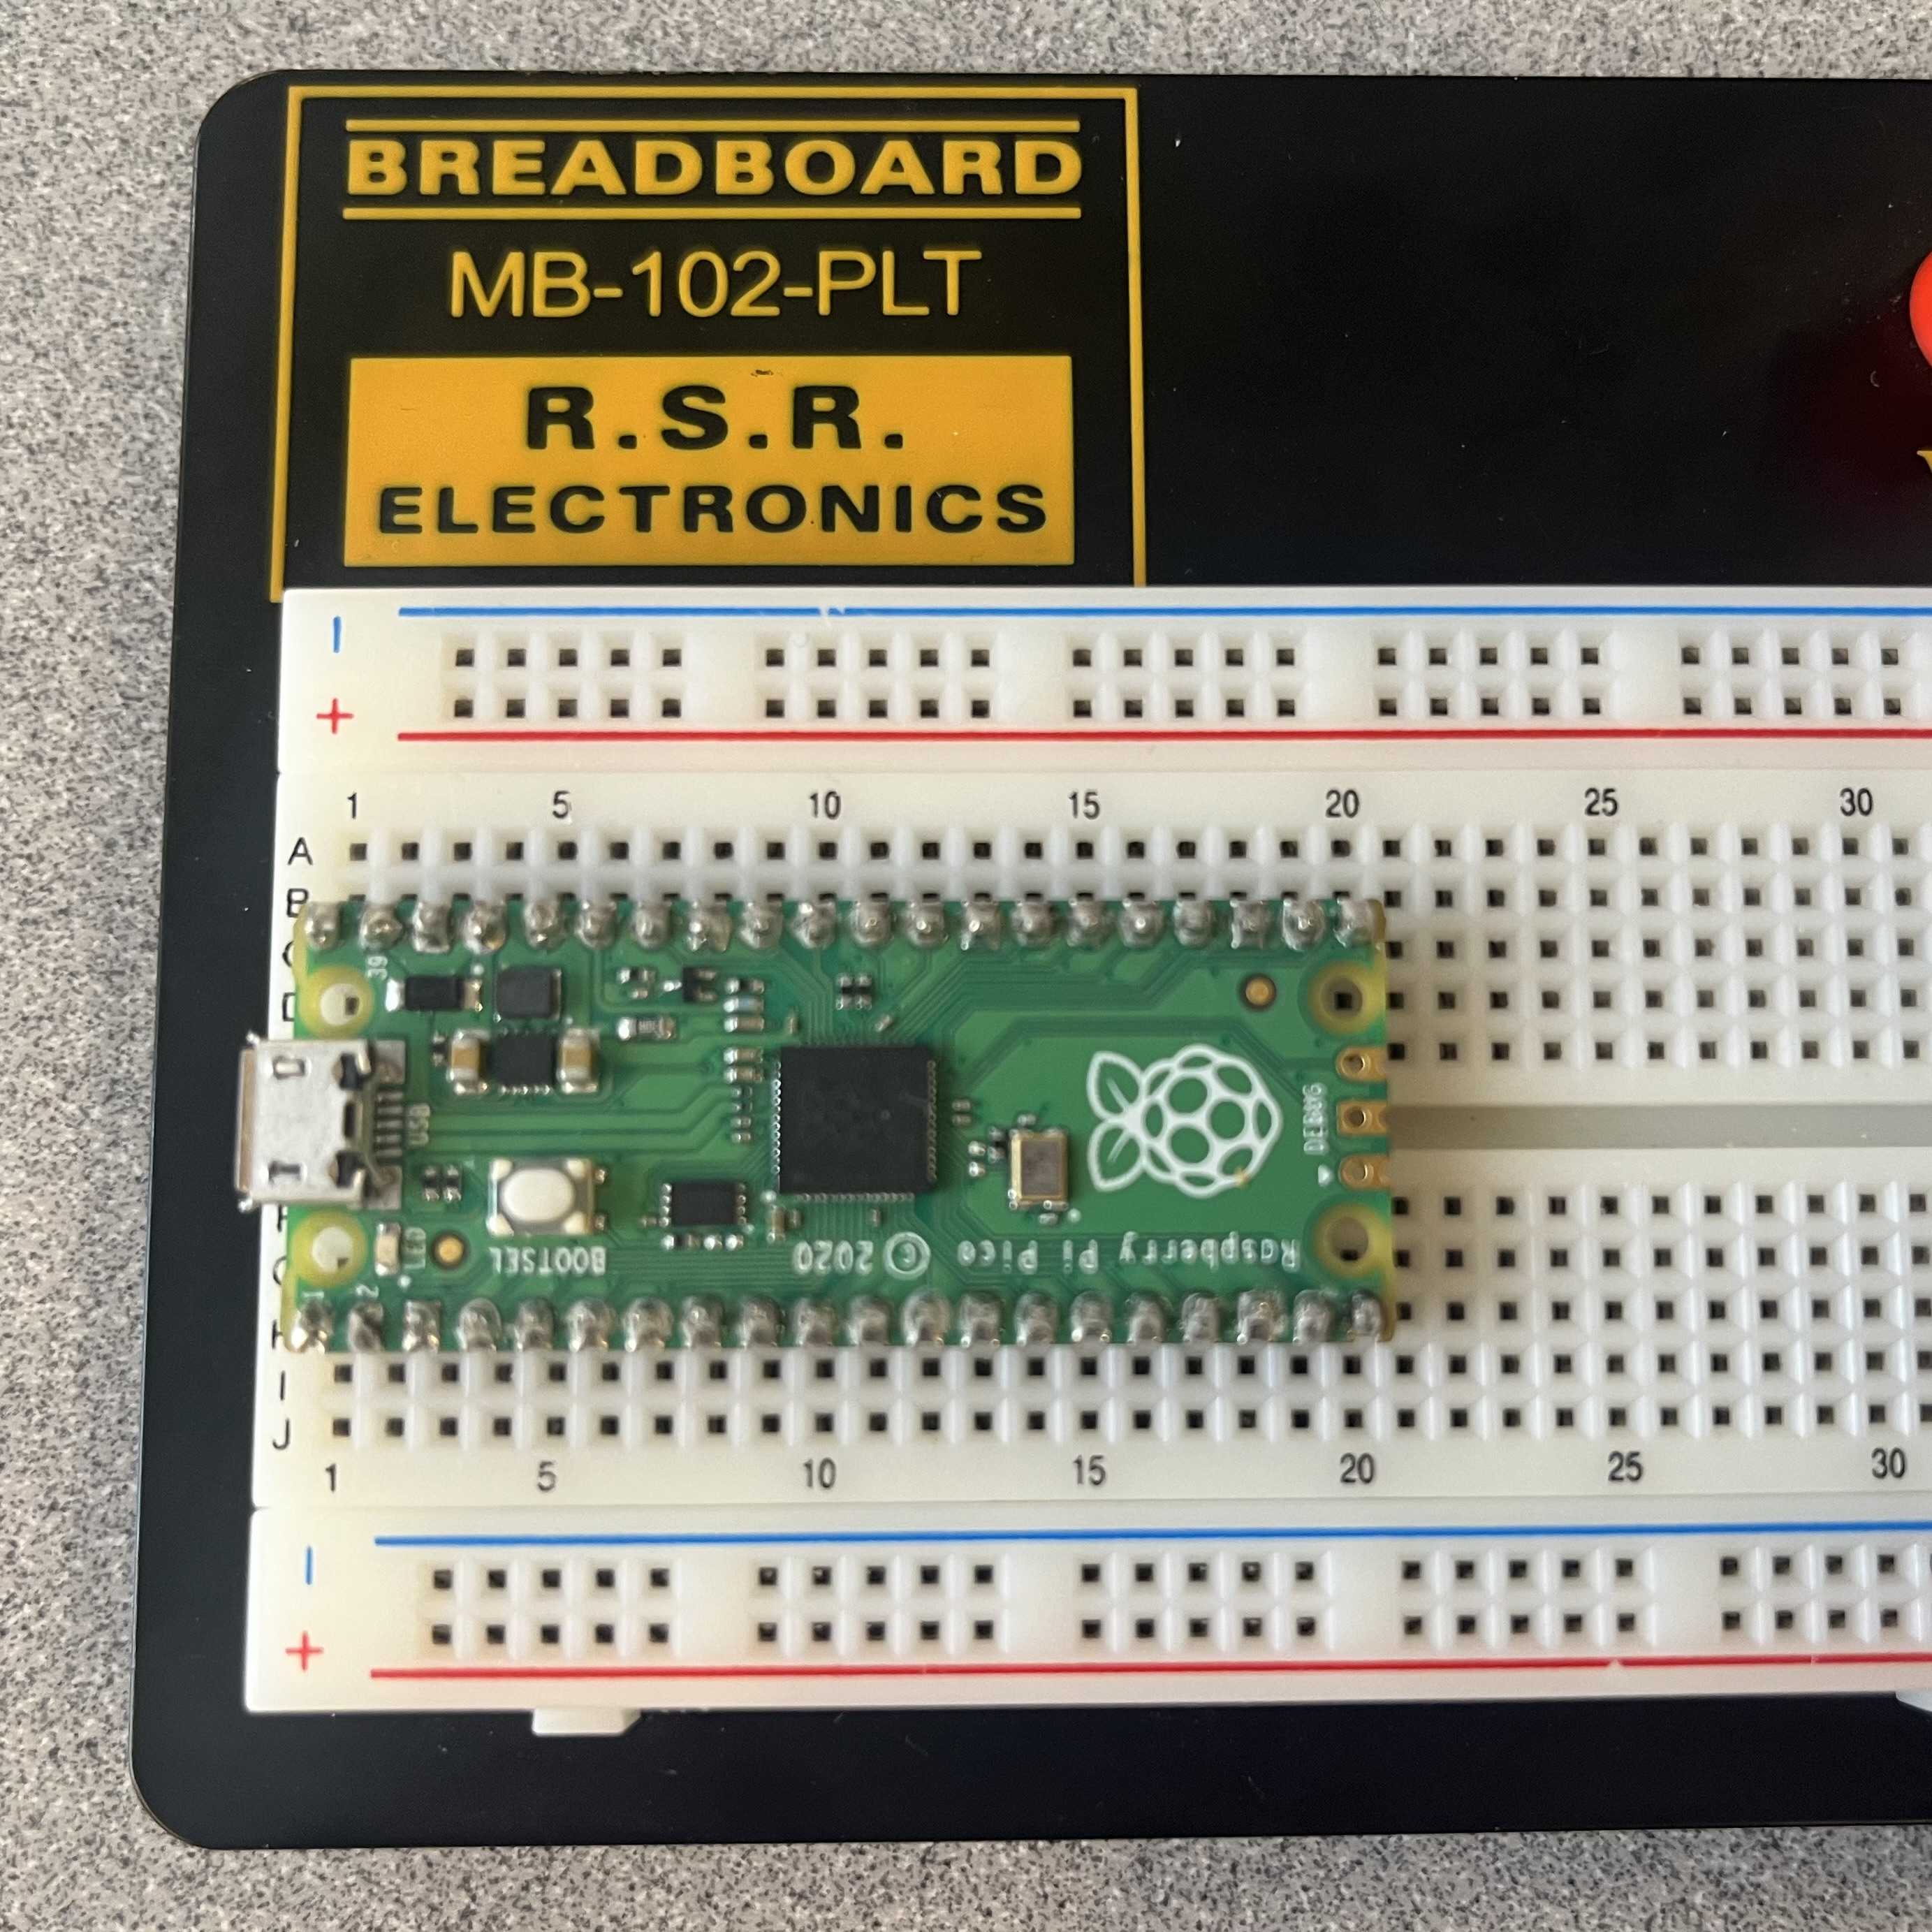 BREADBOARD
MB-102-PLT
R.S.R.
ELECTRONICS
1 5 10 15 20 25 30
A
B
39
USB
DEBUG
LED
BOOTSEL
© 2020
Raspberry Pi Pico
1 2
I
J
1 5 10 15 20 25 30